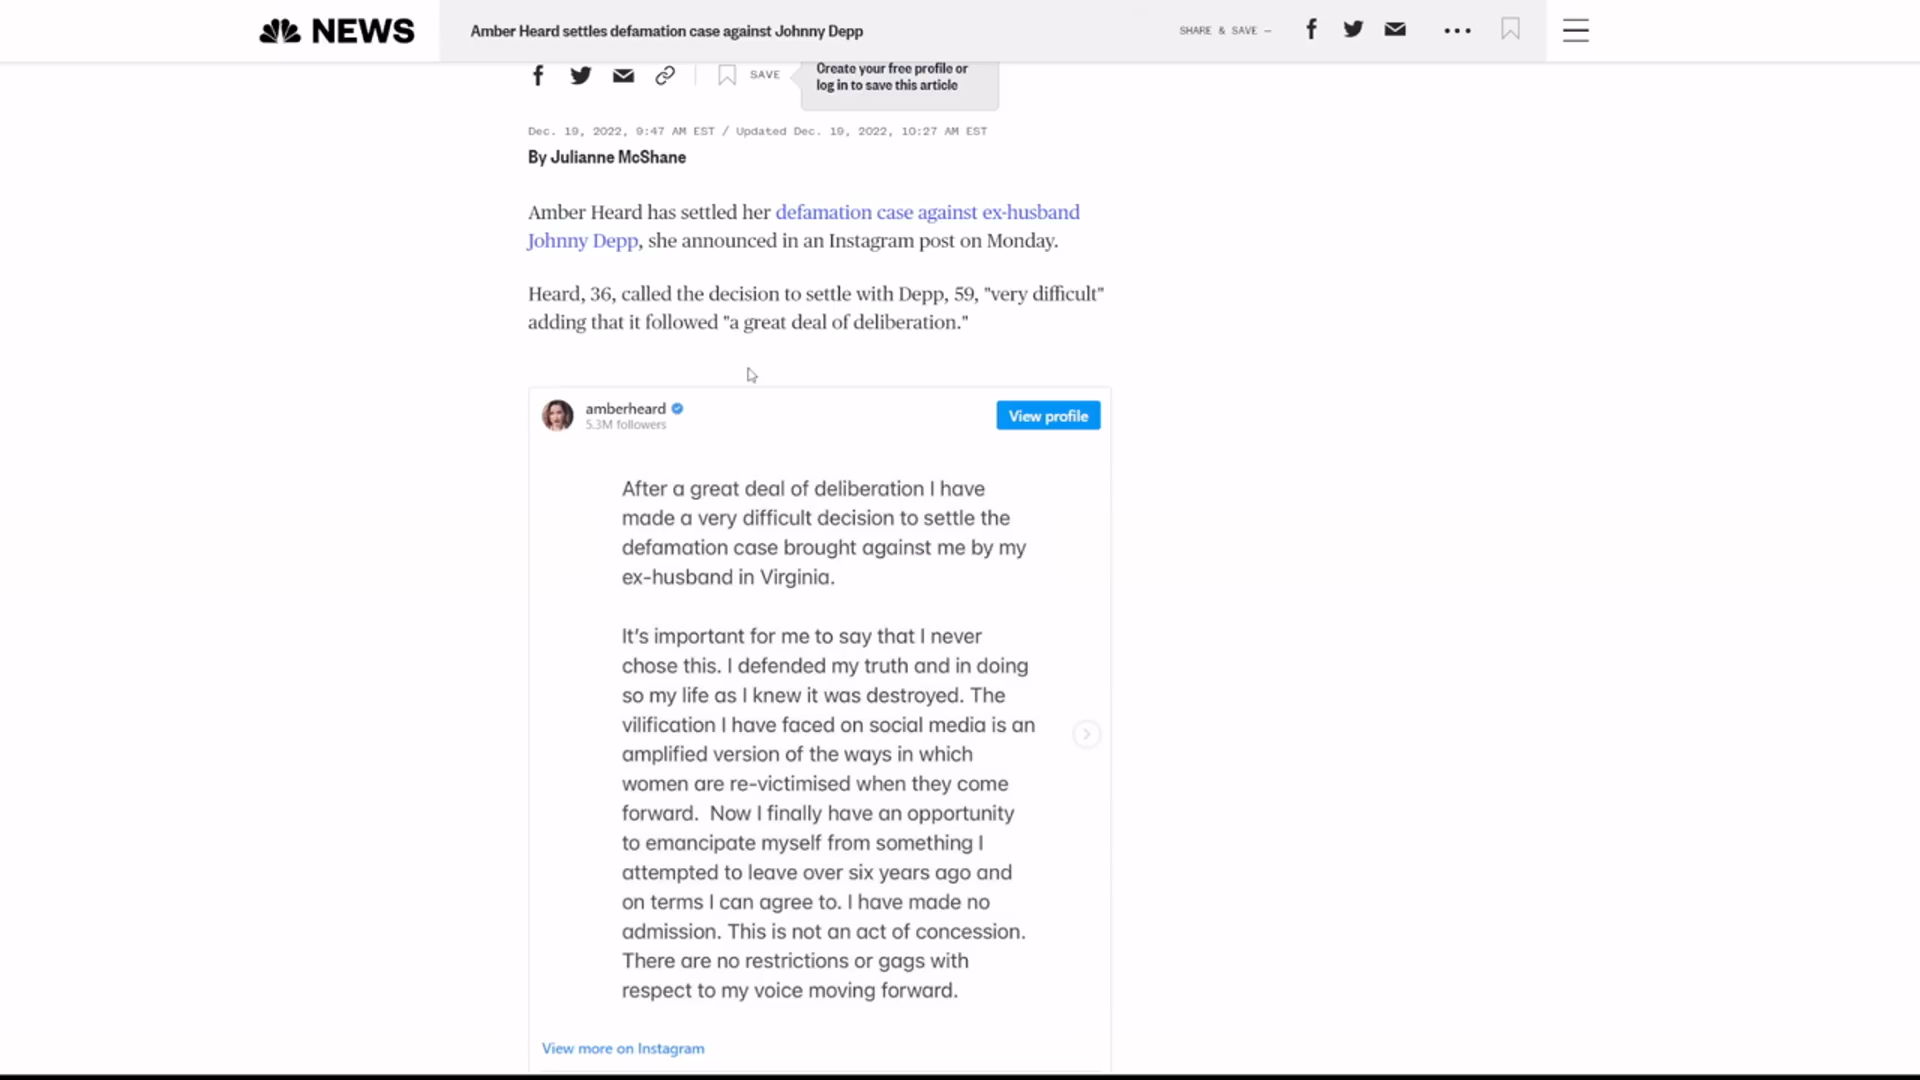 NEWS
Amber Heard settles defamation case against Johnny Depp
SHARE & SAVE —
SAVE
Create your free profile or
log in to save this article
Dec. 19, 2022, 9:47 AM EST / Updated Dec. 19, 2022, 10:27 AM EST
By Julianne McShane
Amber Heard has settled her defamation case against ex-husband
Johnny Depp, she announced in an Instagram post on Monday.
Heard, 36, called the decision to settle with Depp, 59, "very difficult"
adding that it followed "a great deal of deliberation."
amberheard
5.3M followers
View profile
After a great deal of deliberation I have
made a very difficult decision to settle the
defamation case brought against me by my
ex-husband in Virginia.
It's important for me to say that I never
chose this. I defended my truth and in doing
so my life as I knew it was destroyed. The
vilification I have faced on social media is an
amplified version of the ways in which
women are re-victimised when they come
forward.  Now I finally have an opportunity
to emancipate myself from something I
attempted to leave over six years ago and
on terms I can agree to. I have made no
admission. This is not an act of concession.
There are no restrictions or gags with
respect to my voice moving forward.
View more on Instagram